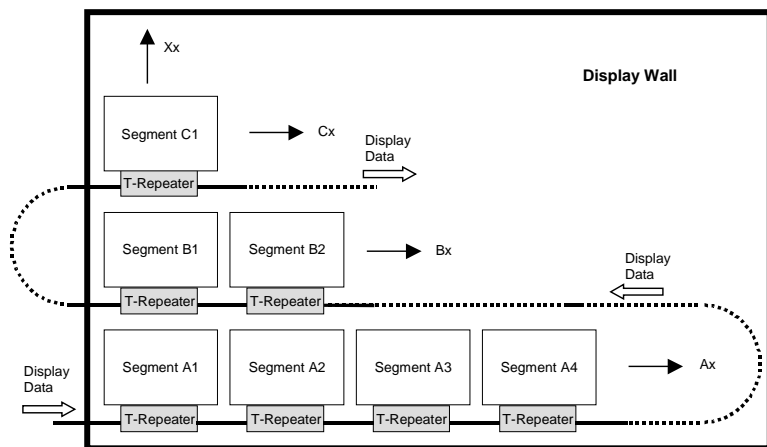 Xx
Display Wall
Segment C1
Cx
Display
Data
T-Repeater
Segment B1
Segment B2
Bx
Display
Data
T-Repeater
T-Repeater
Segment A1
Segment A2
Segment A3
Segment A4
Ax
Display
Data
T-Repeater
T-Repeater
T-Repeater
T-Repeater